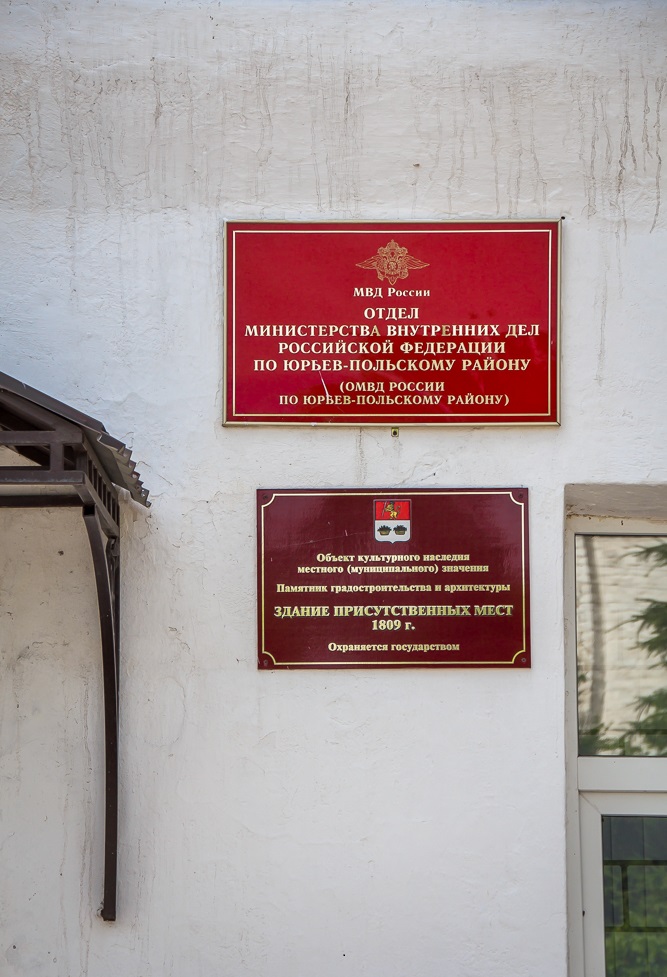 МВД России
ОТДЕЛ
МИНИСТЕРСТВА ВНУТРЕННИХ ДЕЛ
РОССИЙСКОЙ ФЕДЕРАЦИИ
ПО ЮРЬЕВ-ПОЛЬСКОМУ РАЙОНУ
(ОМВД РОССИИ
ПО ЮРЬЕВ-ПОЛЬСКОМУ РАЙОНУ)
Объект культурного наследия
местного (муниципального) значения
Памятник градостроительства и архитектуры
ЗДАНИЕ ПРИСУТСТВЕННЫХ МЕСТ
1809 г.
Охраняется государством